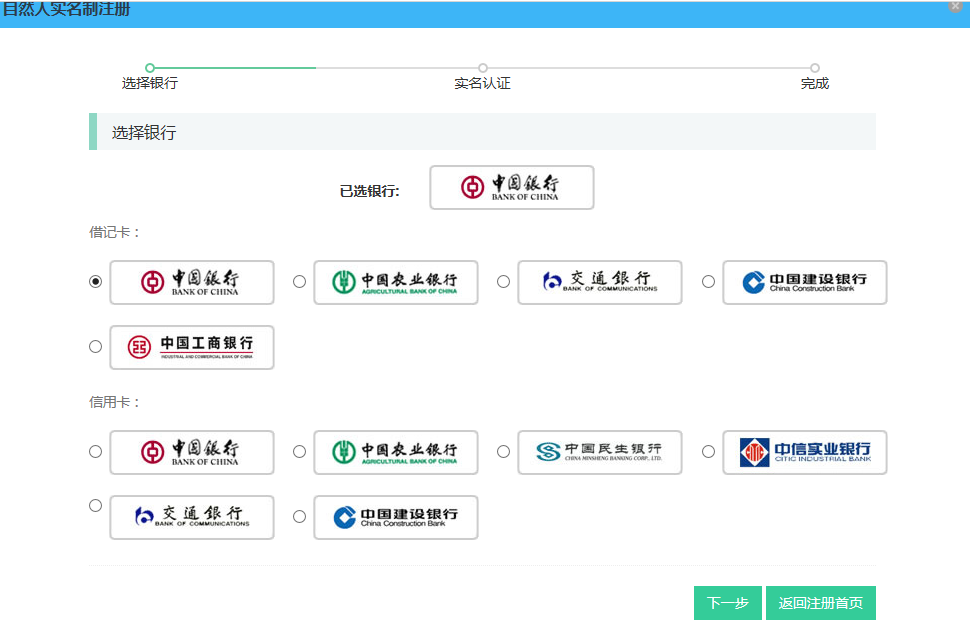 自然人实名制注册
选择银行 实名认证 完成
选择银行
已选银行: 中国银行
BANK OF CHINA
借记卡：
中国银行 中国农业银行 交通银行 中国建设银行
BANK OF CHINA AGRICULTURAL BANK OF CHINA BANK OF COMMUNICATIONS China Construction Bank
中国工商银行
INDUSTRIAL AND COMMERCIAL BANK OF CHINA
信用卡：
中国银行 中国农业银行 中国民生银行 中信实业银行
BANK OF CHINA AGRICULTURAL BANK OF CHINA CHINA MINSHENG BANKING CORP., LTD. CITIC INDUSTRIAL BANK
交通银行 中国建设银行
BANK OF COMMUNICATIONS China Construction Bank
下一步 返回注册首页